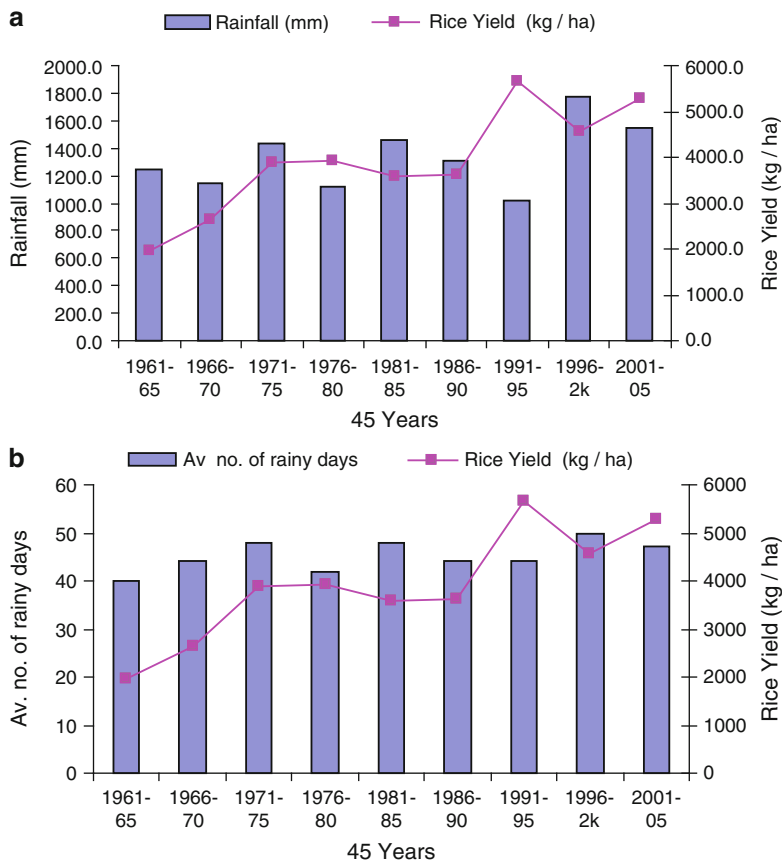 a
Rainfall (mm) Rice Yield (kg / ha)
2000.0 6000.0
1800.0
1600.0 5000.0
1400.0 4000.0
1200.0
1000.0 3000.0
800.0
600.0 2000.0
400.0 1000.0
200.0
0.0 0.0
Rainfall (mm)
Rice Yield (kg / ha)
1961- 1966- 1971- 1976- 1981- 1986- 1991- 1996- 2001-
65 70 75 80 85 90 95 2k 05
45 Years
b
Av no. of rainy days Rice Yield (kg / ha)
60 6000
50 5000
40 4000
30 3000
20 2000
10 1000
0 0
Av. no. of rainy days
Rice Yield (kg / ha)
1961- 1966- 1971- 1976- 1981- 1986- 1991- 1996- 2001-
65 70 75 80 85 90 95 2k 05
45 Years